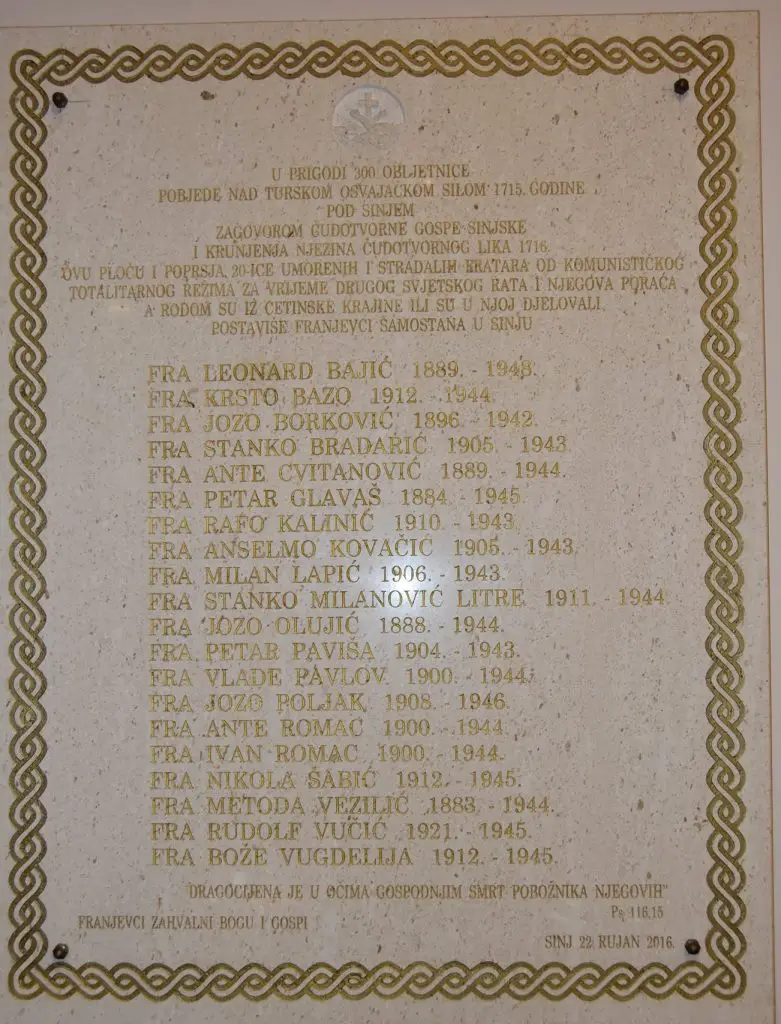 U PRIGODI 300 OBLJETNICE
POBJEDE NAD TURSKOM OSVAJAČKOM SILOM 1715. GODINE
POD SINJEM
ZAGOVOROM ČUDOTVORNE GOSPE SINJSKE
I KRUNJENJA NJEZINA ČUDOTVORNOG LIKA 1716.
OVU PLOČU I POPRSJA 20-ICE UMORENIH I STRADALIH FRATARA OD KOMUNISTIČKOG
TOTALITARNOG REŽIMA ZA VRIJEME DRUGOG SVJETSKOG RATA I NJEGOVA PORAĆA
A RODOM SU IZ CETINSKE KRAJINE ILI SU U NJOJ DJELOVALI
POSTAVIŠE FRANJEVCI SAMOSTANA U SINJU
FRA LEONARD BAJIĆ 1889. - 1948.
FRA KRSTO BAZO 1912. - 1944.
FRA JOZO BORKOVIĆ 1896. - 1942.
FRA STANKO BRADARIĆ 1905. - 1943.
FRA ANTE CVITANOVIĆ 1889. - 1944.
FRA PETAR GLAVAŠ 1884. - 1945.
FRA RAFO KALINIĆ 1910. - 1943.
FRA ANSELMO KOVAČIĆ 1905. - 1943.
FRA MILAN LAPIĆ 1906. - 1943.
FRA STANKO MILANOVIĆ LITRE 1911. - 1944.
FRA JOZO OLUJIĆ 1888. - 1944.
FRA PETAR PAVIŠA 1904. - 1943.
FRA VLADE PAVLOV 1900. - 1944.
FRA JOZO POLJAK 1908. - 1946.
FRA ANTE ROMAC 1900. - 1944.
FRA IVAN ROMAC 1900. - 1944.
FRA NIKOLA ŠABIĆ 1912. - 1945.
FRA METODA VEZILIĆ 1883. - 1944.
FRA RUDOLF VUČIĆ 1921. - 1945.
FRA BOŽE VUGDELIJA 1912. - 1945.
"DRAGOCIJENA JE U OČIMA GOSPODNJIM SMRT POBOŽNIKA NJEGOVIH"
Ps 116,15
FRANJEVCI ZAHVALNI BOGU I GOSPI
SINJ 22 RUJAN 2016.